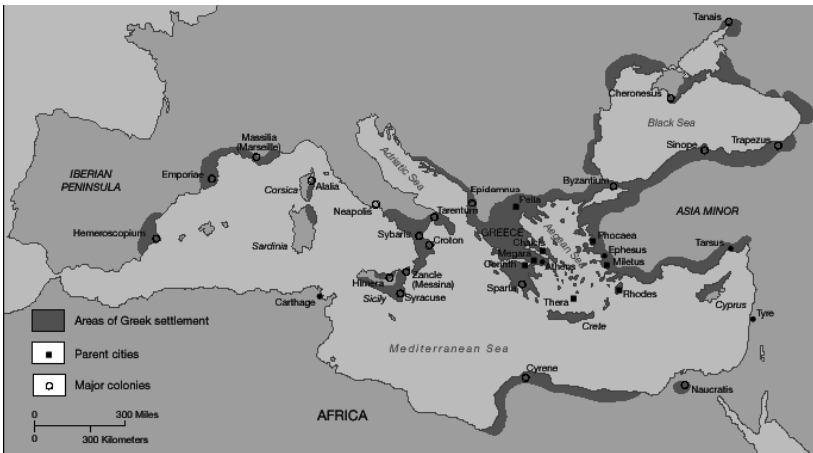 Tanais
Cheronesus
Black Sea
Sinope
Trapezus
Massilia
(Marseille)
IBERIAN
PENINSULA
Emporiae
Corsica
Alalia
Adriatic Sea
Epidamnus
Pella
Byzantium
ASIA MINOR
Neapolis
Tarentum
GREECE
Aegean Sea
Phocaea
Hemeroscopium
Sardinia
Sybaris
Croton
Chalcis
Megara
Corinth
Athens
Ephesus
Miletus
Tarsus
Himera
Zancle
(Messina)
Sicily
Syracuse
Sparta
Thera
Rhodes
Cyprus
Carthage
Crete
Tyre
Areas of Greek settlement
Parent cities
Major colonies
Mediterranean Sea
Cyrene
Naucratis
AFRICA
0 300 Miles
0 300 Kilometers